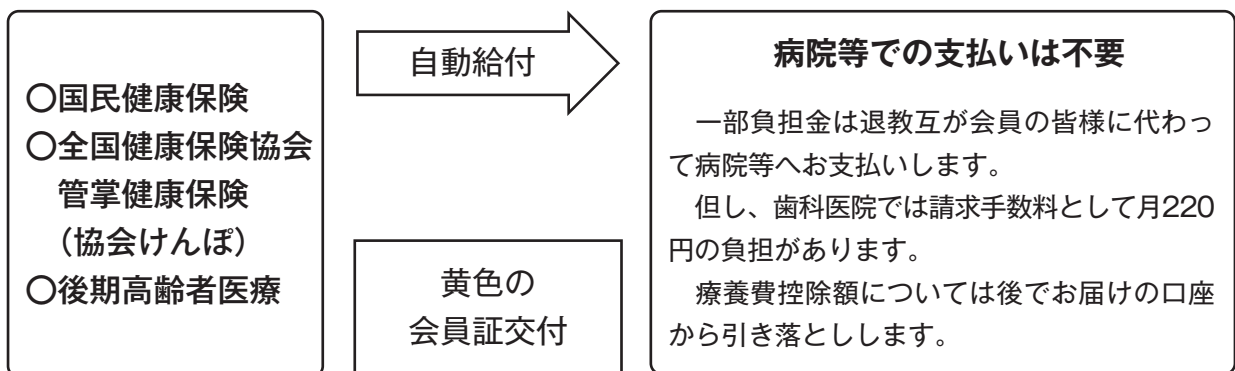 〇国民健康保険
〇全国健康保険協会
管掌健康保険
（協会けんぽ）
〇後期高齢者医療
自動給付
黄色の
会員証交付
病院等での支払いは不要
一部負担金は退教互が会員の皆様に代わっ
て病院等へお支払いします。
但し、歯科医院では請求手数料として月220
円の負担があります。
療養費控除額については後でお届けの口座
から引き落としします。